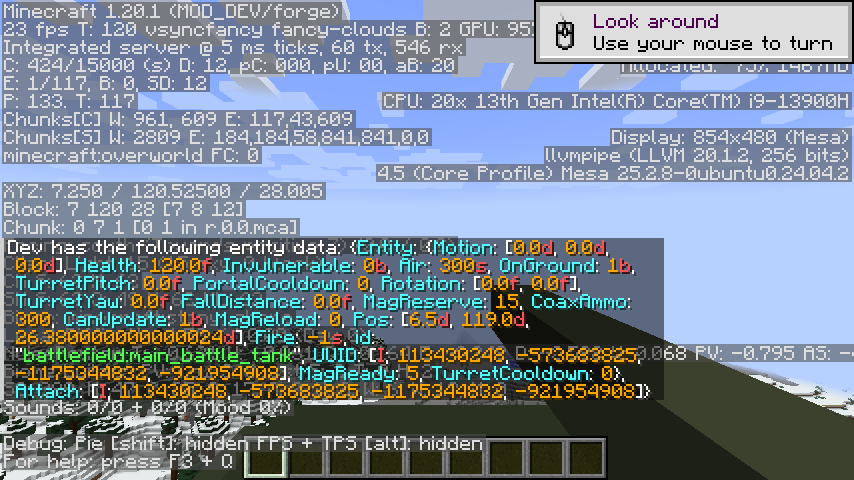 Minecraft 1.20.1 (MOD_DEV/forge)
23 fps T: 120 vsyncfancy fancy-clouds B: 2 GPU: 95
Integrated server @ 5 ms ticks, 60 tx, 546 rx
C: 424/15000 (s) D: 12, pC: 000, pU: 00, aB: 20
E: 1/117, B: 0, SD: 12
P: 133. T: 117
Chunks[C] W: 961, 609 E: 117,43,609
Chunks[S] W: 2809 E: 184,184,58,841,841,0,0
minecraft:overworld FC: 0
Look around
Use your mouse to turn
CPU: 20x 13th Gen Intel(R) Core(TM) i9-13900H
Display: 854x480 (Mesa)
llvmpipe (LLVM 20.1.2, 256 bits)
4.5 (Core Profile) Mesa 25.2.8-0ubuntu0.24.04.2
XYZ: 7.250 / 120.52500 / 28.005
Block: 7 120 28 [7 8 12]
Chunk: 0 7 1 [0 1 in r.0.0.mca]
Dev has the following entity data: {Entity: {Motion: [0.0d, 0.0d,
0.0d], Health: 120.0f, Invulnerable: 0b, Air: 300s, OnGround: 1b,
TurretPitch: 0.0f, PortalCooldown: 0, Rotation: [0.0f, 0.0f],
TurretYaw: 0.0f, FallDistance: 0.0f, MagReserve: 15, CoaxAmmo:
300, CanUpdate: 1b, MagReload: 0, Pos: [6.5d, 119.0d,
26.380000000000024d], Fire: -1s, id:
"battlefield:main_battle_tank", UUID: [I; 113430248, -573683825,
-1175344832, -921954908], MagReady: 5, TurretCooldown: 0},
Attach: [I; 113430248, -573683825, -1175344832, -921954908]}
.068 PV: -0.795 AS:
Sounds: 0/0 + 0/0 (Mood 0%)
Debug: Pie [shift]: hidden FPS + TPS [alt]: hidden
For help: press F3 + Q